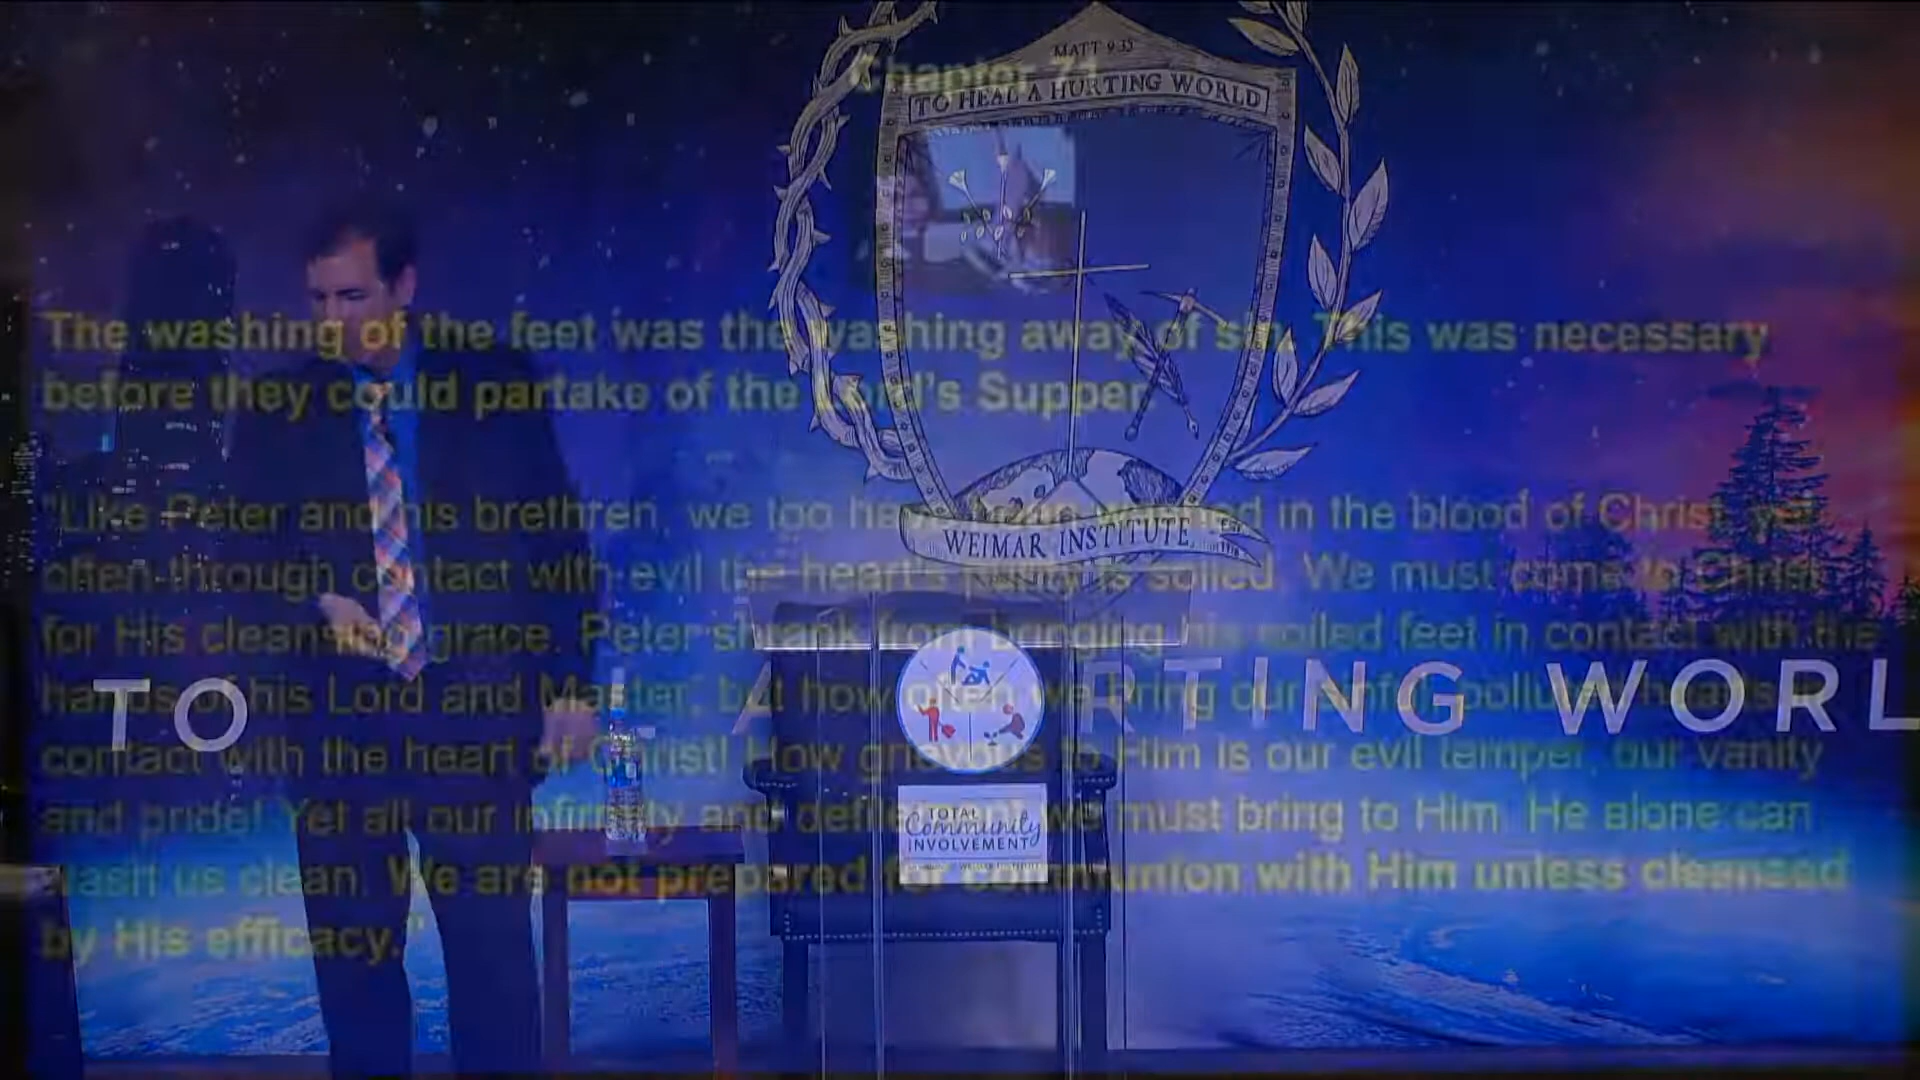 MATT 9:35
Chapter 71
TO HEAL A HURTING WORLD
The washing of the feet was the washing away of sin. This was necessary
before they could partake of the Lord's Supper.
"Like Peter and his brethren, we too have been washed in the blood of Christ, yet
WEIMAR INSTITUTE
often through contact with evil the heart's purity is soiled. We must come to Christ
for His cleansing grace. Peter shrank from bringing his soiled feet in contact with the
hands of his Lord and Master; but how often we bring our sinful, polluted hearts
TO A RTING WORL
contact with the heart of Christ! How grievous to Him is our evil temper, our vanity
and pride! Yet all our infirmity and defilement we must bring to Him. He alone can
TOTAL
Community
INVOLVEMENT
wash us clean. We are not prepared for communion with Him unless cleansed
by His efficacy."